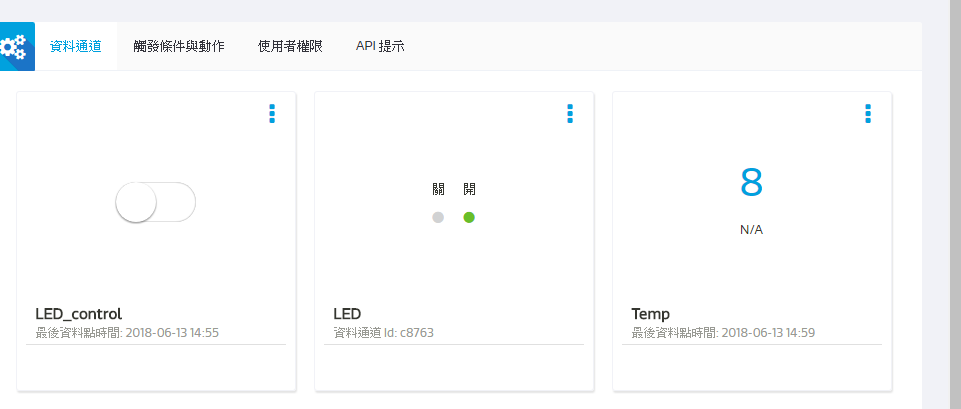 資料通道 觸發條件與動作 使用者權限 API 提示
LED_control
最後資料點時間: 2018-06-13 14:55
關 開
LED
資料通道 Id: c8763
8
N/A
Temp
最後資料點時間: 2018-06-13 14:59